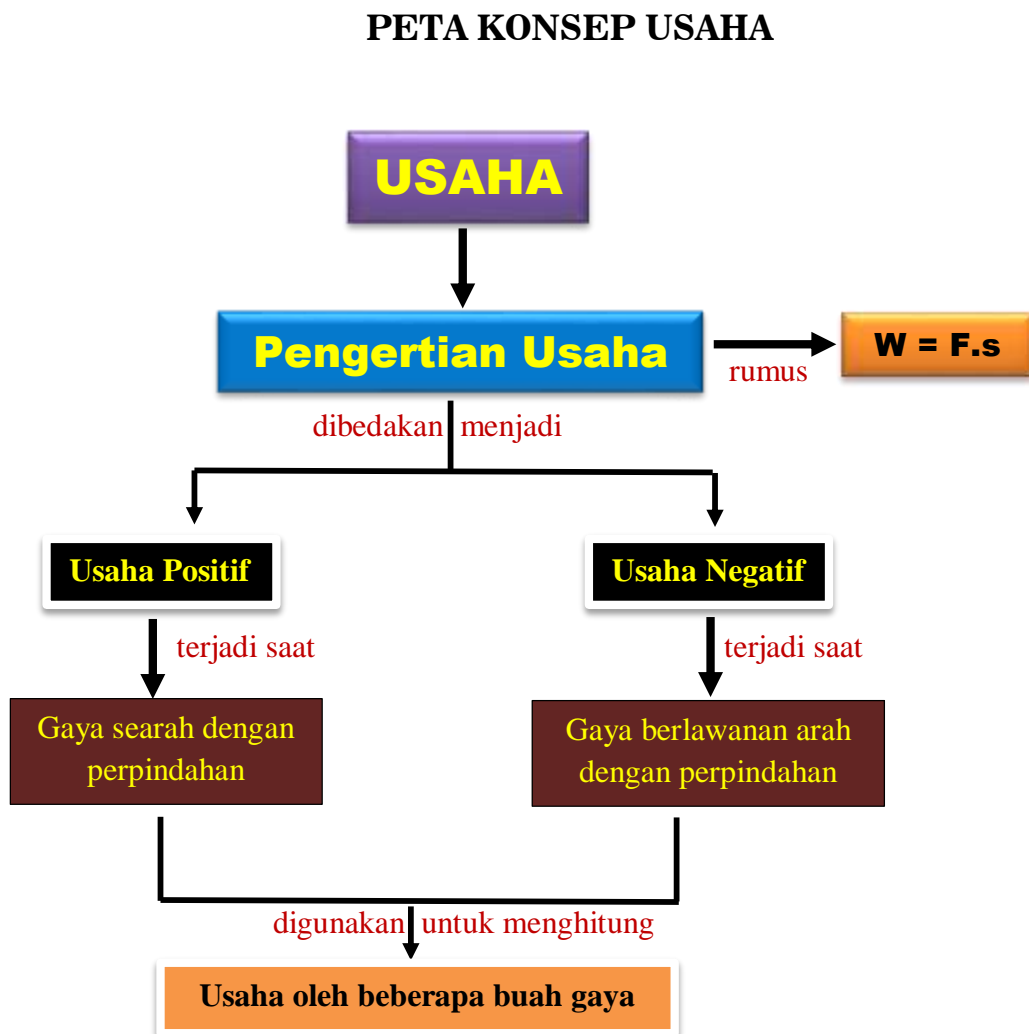 PETA KONSEP USAHA
USAHA
Pengertian Usaha
W = F.s
rumus
dibedakan menjadi
Usaha Positif
Usaha Negatif
terjadi saat
terjadi saat
Gaya searah dengan
perpindahan
Gaya berlawanan arah
dengan perpindahan
digunakan untuk menghitung
Usaha oleh beberapa buah gaya